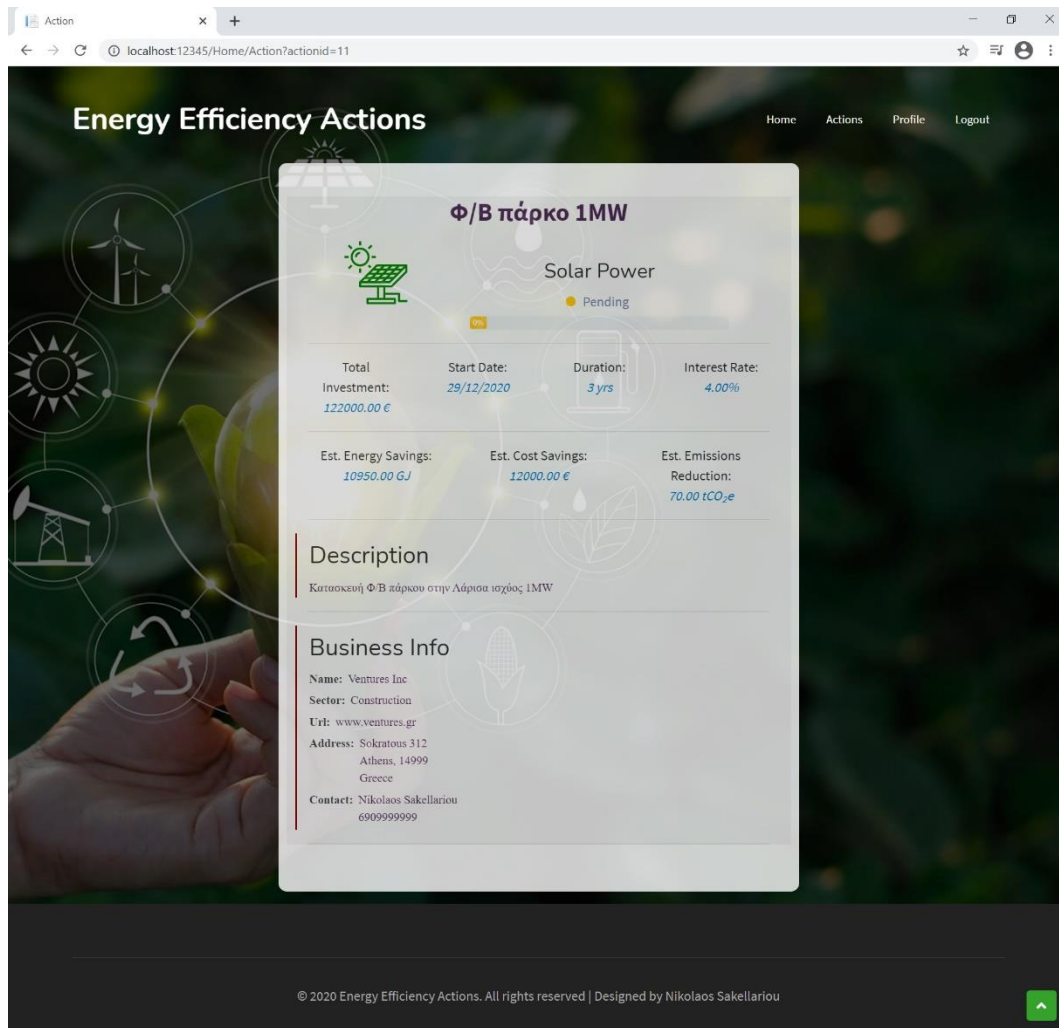 Action
localhost:12345/Home/Action?actionid=11
Energy Efficiency Actions
Home Actions Profile Logout
Φ/Β πάρκο 1MW
Solar Power
Pending
0%
Total Investment: Start Date: Duration: Interest Rate:
122000.00 € 29/12/2020 3 yrs 4.00%
Est. Energy Savings: Est. Cost Savings: Est. Emissions Reduction:
10950.00 GJ 12000.00 € 70.00 tCO₂e
Description
Κατασκευή Φ/Β πάρκου στην Λάρισα ισχύος 1MW
Business Info
Name: Ventures Inc
Sector: Construction
Url: www.ventures.gr
Address: Sokratous 312
Athens, 14999
Greece
Contact: Nikolaos Sakellariou
6909999999
© 2020 Energy Efficiency Actions. All rights reserved | Designed by Nikolaos Sakellariou